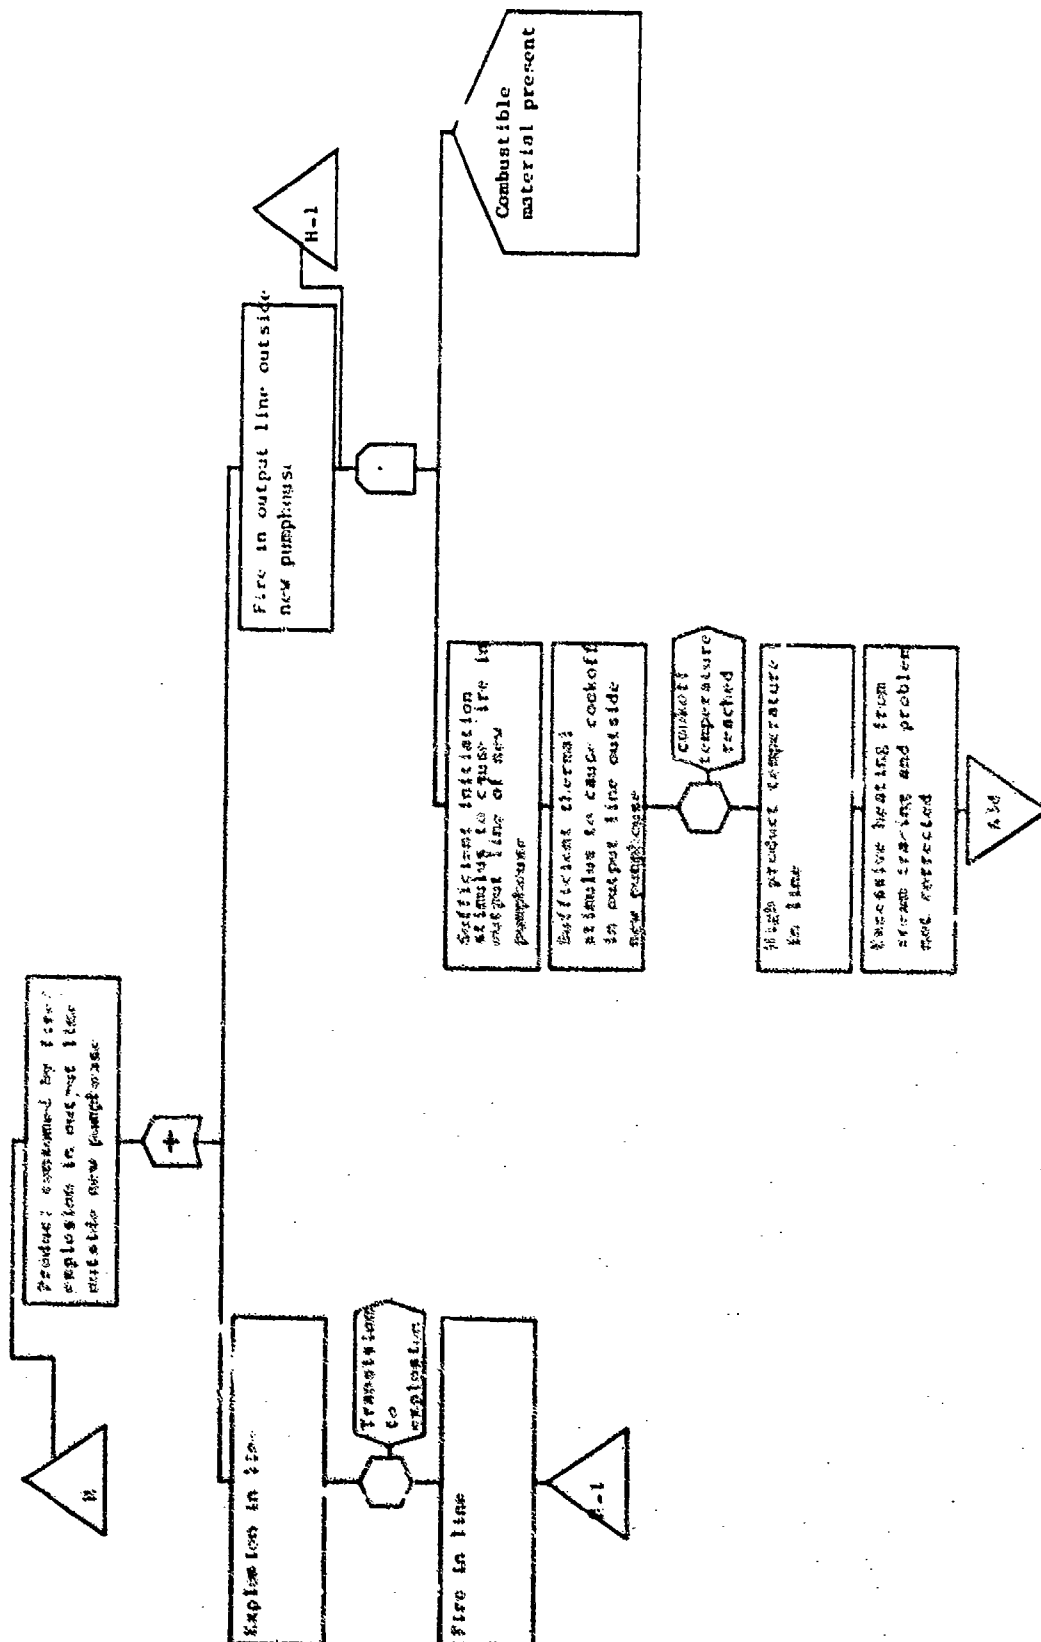 Product consumed by fire/
explosion in output line
outside new pumphouse
+
Explosion in line
Transition
to
explosion
Fire in line
Fire in output line outside
new pumphouse
H-1
Combustible
material present
Sufficient initiation
stimulus to cause fire in
output line of new
pumphouse
Sufficient thermal
stimulus to cause cookoff
in output line outside
new pumphouse
cookoff
temperature
reached
High product temperature
in line
Excessive heating from
steam tracing and problem
not corrected